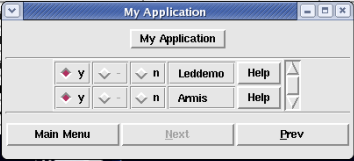 My Application
My Application
y - n Leddemo Help
y - n Armis Help
Main Menu Next Prev